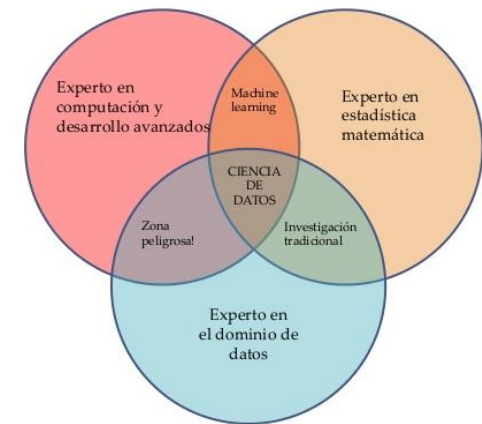 Experto en
computación y
desarrollo avanzados
Machine
learning
Experto en
estadística
matemática
CIENCIA
DE
DATOS
Zona
peligrosa!
Investigación
tradicional
Experto en
el dominio de
datos